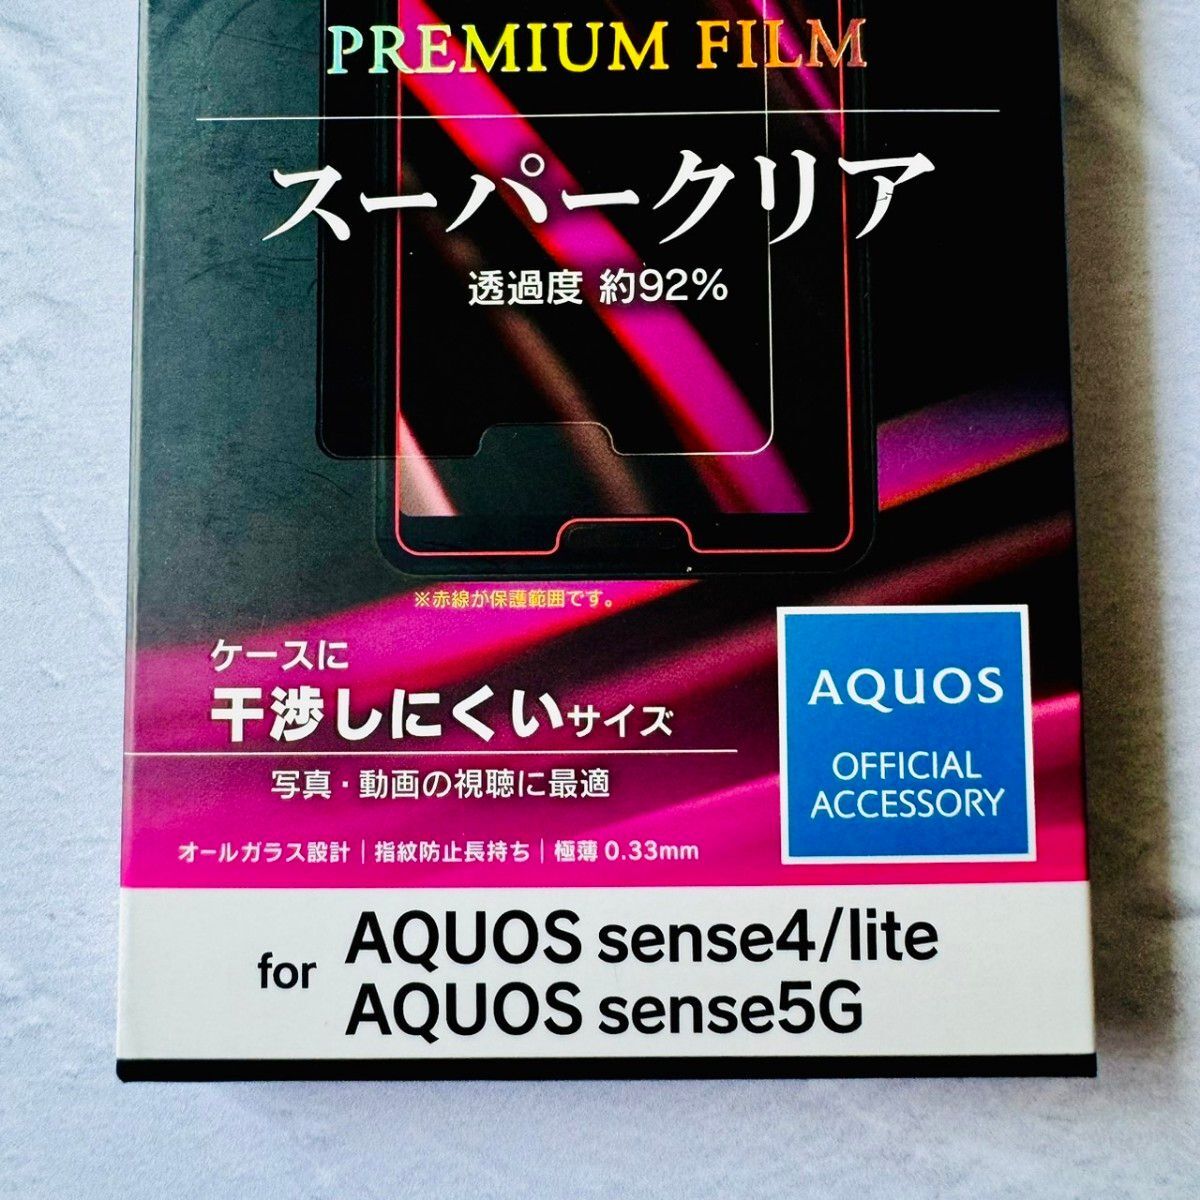 PREMIUM FILM
スーパークリア
透過度 約92%
※赤線が保護範囲です。
ケースに
干渉しにくいサイズ
写真・動画の視聴に最適
オールガラス設計｜指紋防止長持ち｜極薄 0.33mm
AQUOS
OFFICIAL
ACCESSORY
for
AQUOS sense4/lite
AQUOS sense5G